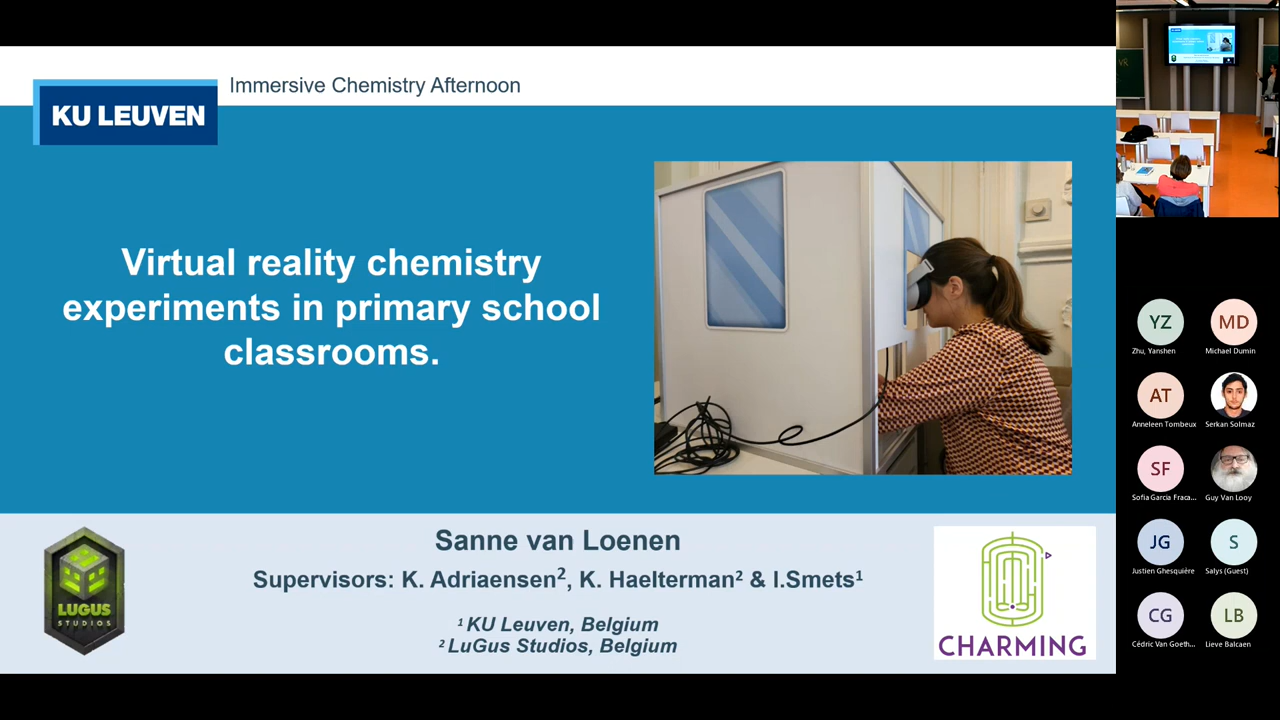 Immersive Chemistry Afternoon
KU LEUVEN
Virtual reality chemistry
experiments in primary school
classrooms.
LUGUS
STUDIOS
Sanne van Loenen
Supervisors: K. Adriaensen², K. Haelterman² & I.Smets¹
¹ KU Leuven, Belgium
² LuGus Studios, Belgium
CHARMING
VR
YZ
MD
Zhu, Yanshen
Michael Dumin
AT
Anneleen Tombeux
Serkan Solmaz
SF
Sofia Garcia Fraca...
Guy Van Looy
JG
S
Justien Ghesquière
Salys (Guest)
CG
LB
Cédric Van Goeth...
Lieve Balcaen